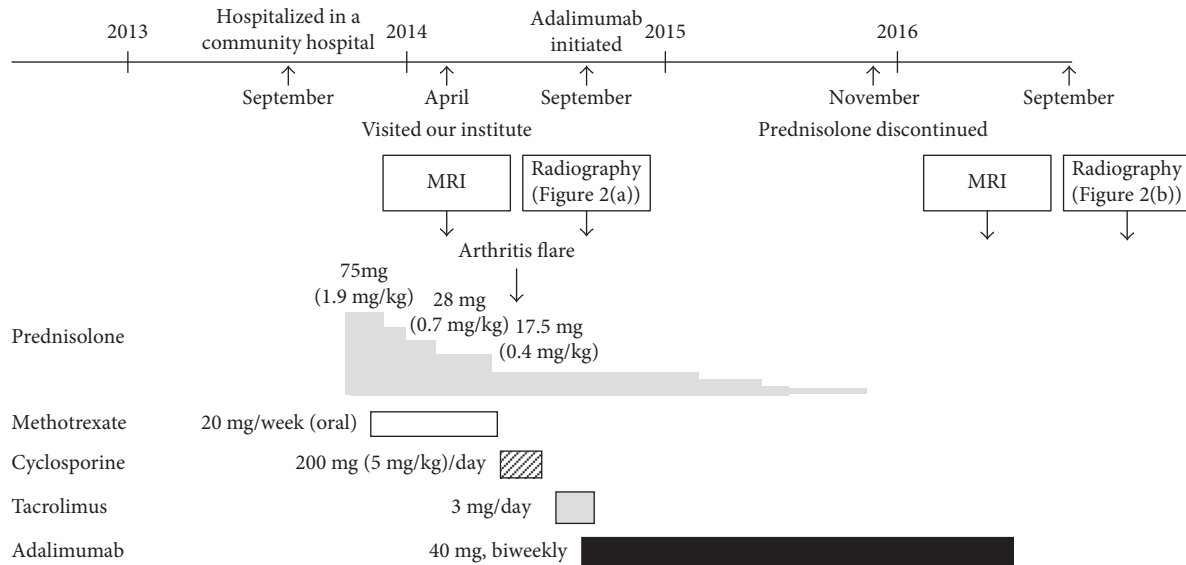 Hospitalized in a
community hospital
Adalimumab
initiated
2013
2014
2015
2016
September
April
September
November
September
Visited our institute
Prednisolone discontinued
MRI
Radiography
(Figure 2(a))
MRI
Radiography
(Figure 2(b))
Arthritis flare
75mg
(1.9 mg/kg)
28 mg
(0.7 mg/kg)
17.5 mg
(0.4 mg/kg)
Prednisolone
Methotrexate
20 mg/week (oral)
Cyclosporine
200 mg (5 mg/kg)/day
Tacrolimus
3 mg/day
Adalimumab
40 mg, biweekly